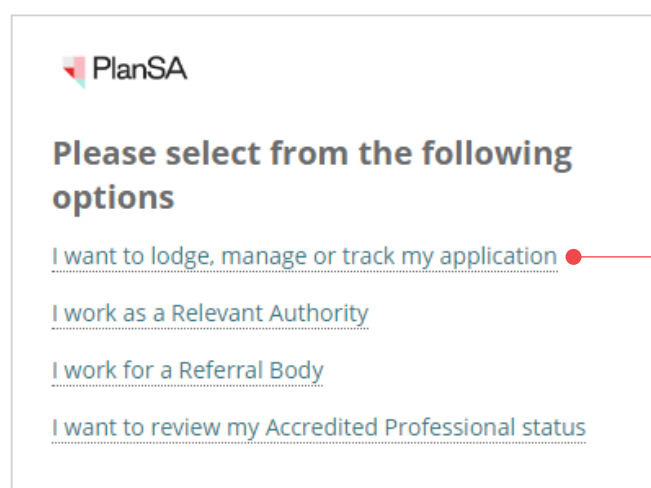 PlanSA
Please select from the following
options
I want to lodge, manage or track my application
I work as a Relevant Authority
I work for a Referral Body
I want to review my Accredited Professional status